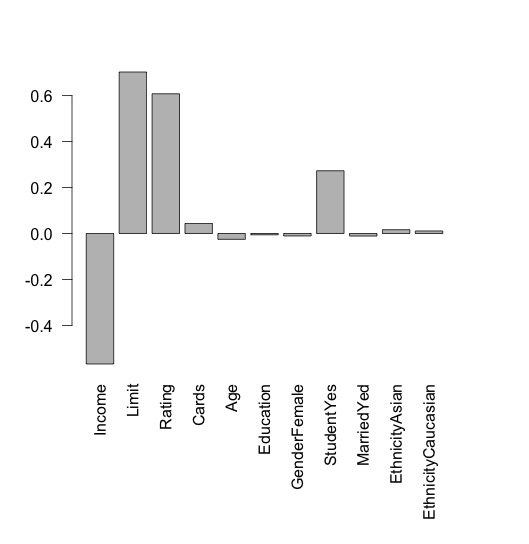 0.6
0.4
0.2
0.0
-0.2
-0.4
Income
Limit
Rating
Cards
Age
Education
GenderFemale
StudentYes
MarriedYed
EthnicityAsian
EthnicityCaucasian